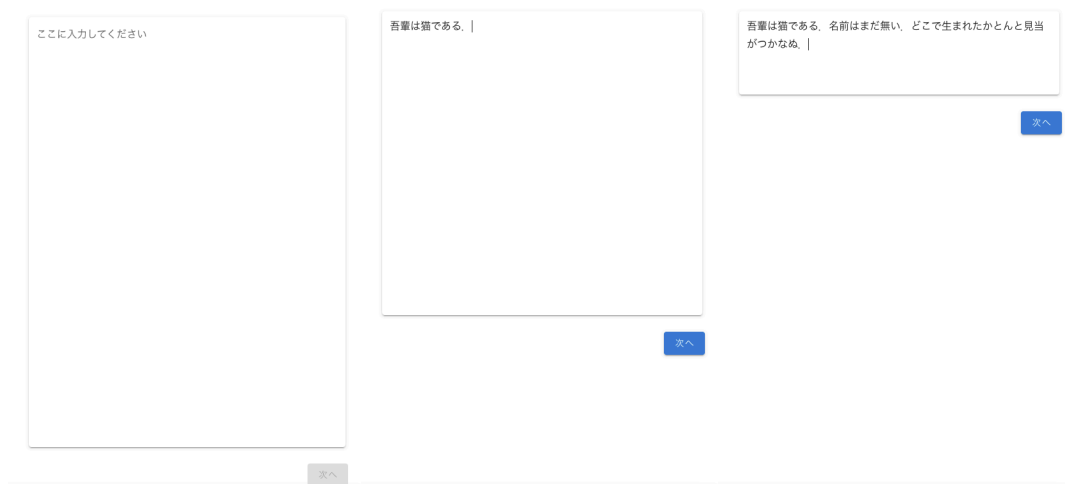 ここに入力してください
次へ
吾輩は猫である．
次へ
吾輩は猫である．名前はまだ無い．どこで生まれたかとんと見当
がつかなぬ．
次へ